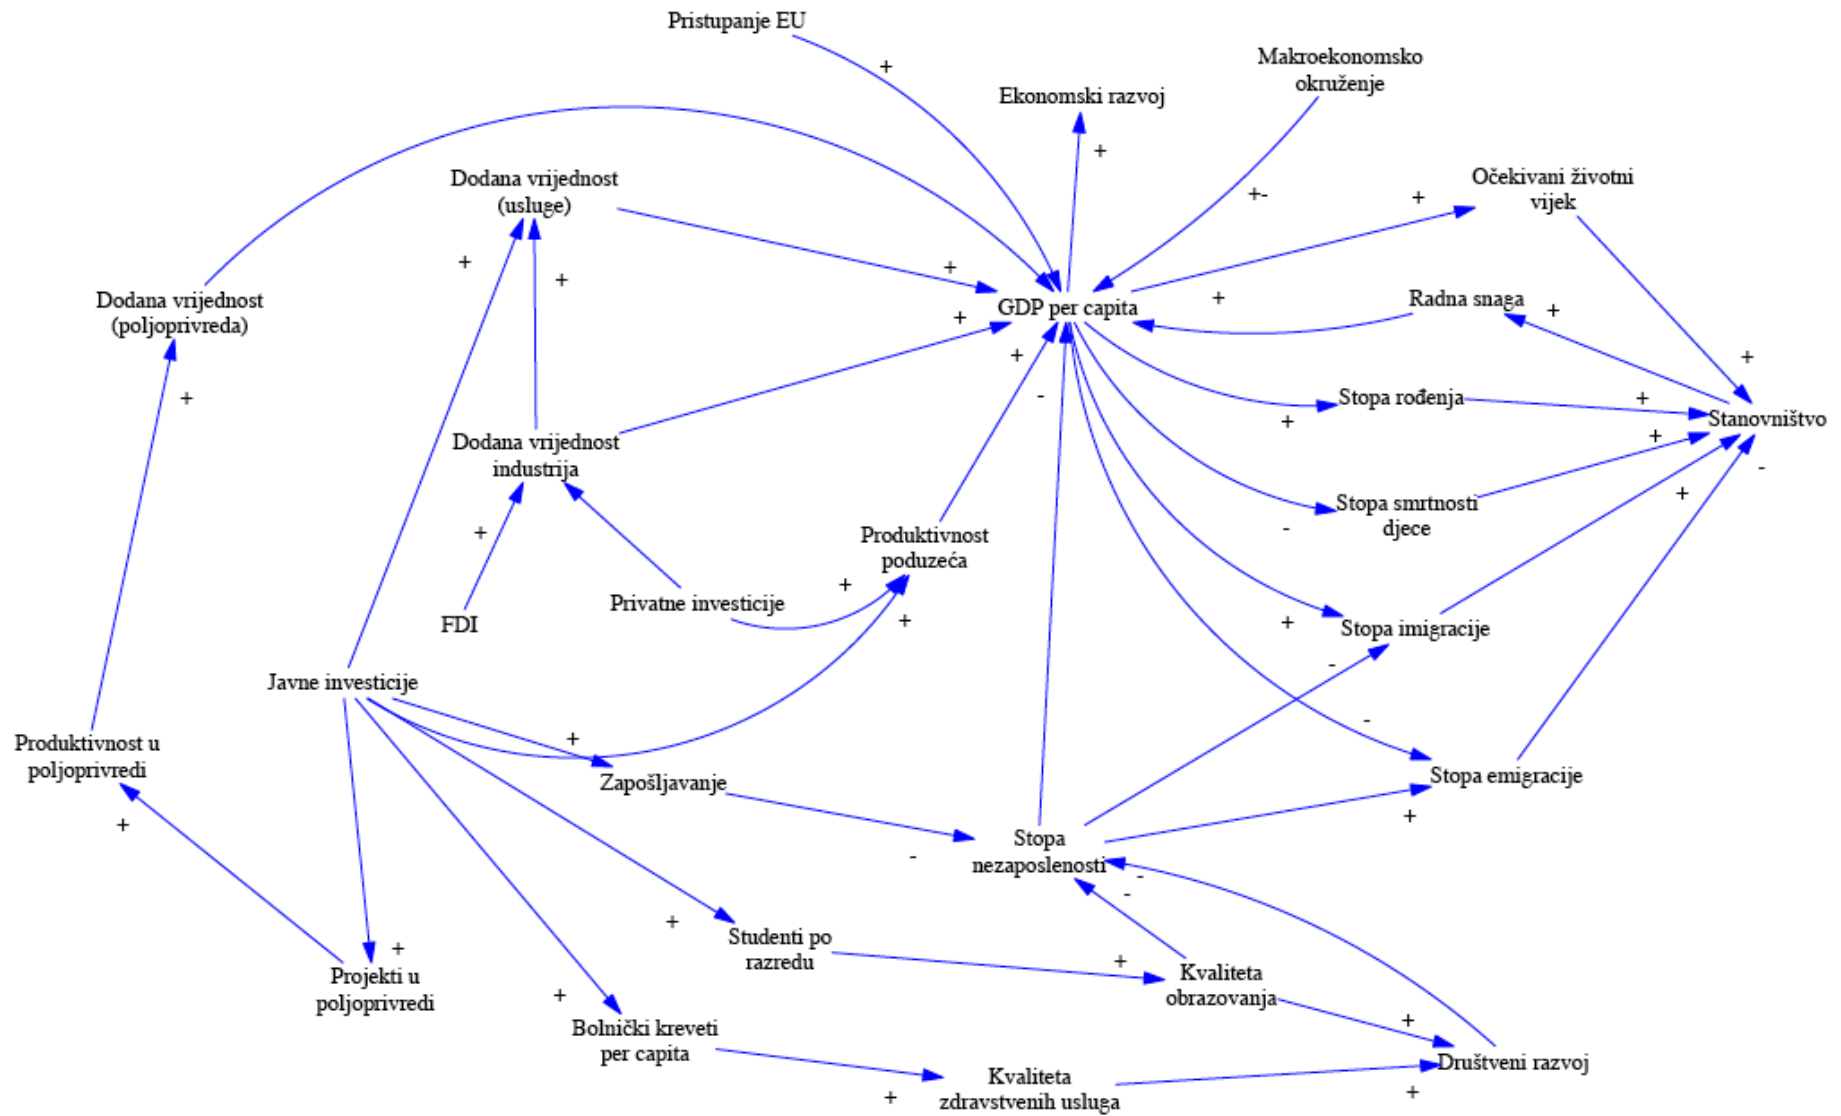 Pristupanje EU
+
Makroekonomsko
okruženje
Ekonomski razvoj
+
Dodana vrijednost
(usluge)
+-
+
Očekivani životni
vijek
+
+
+
Dodana vrijednost
(poljoprivreda)
GDP per capita
+
Radna snaga
+
+
+
-
+
+
Stopa rođenja
+
+
Stanovništvo
+
Dodana vrijednost
industrija
-
+
Stopa smrtnosti
djece
-
+
Produktivnost
poduzeća
+
+
Privatne investicije
FDI
+
Stopa imigracije
-
Javne investicije
-
+
Produktivnost u
poljoprivredi
Zapošljavanje
Stopa emigracije
+
+
Stopa
nezaposlenosti
-
-
-
+
Studenti po
razredu
+
+
Projekti u
poljoprivredi
Kvaliteta
obrazovanja
+
+
Bolnički kreveti
per capita
Društveni razvoj
Kvaliteta
zdravstvenih usluga
+
+